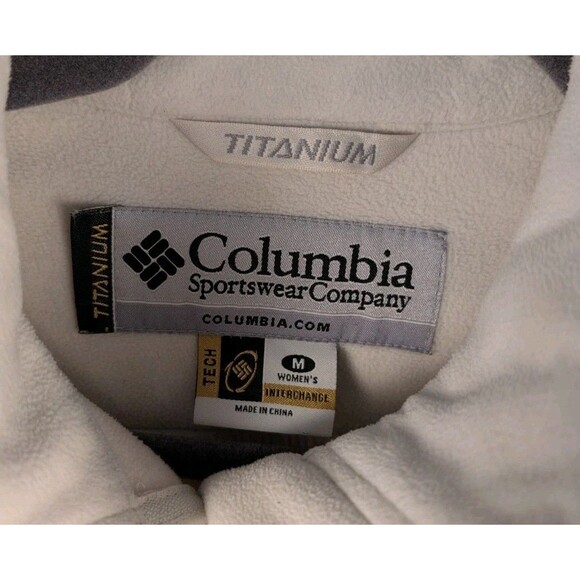 TITANIUM
TITANIUM
Columbia
Sportswear Company
COLUMBIA.COM
TECH
M
WOMEN'S
INTERCHANGE
MADE IN CHINA